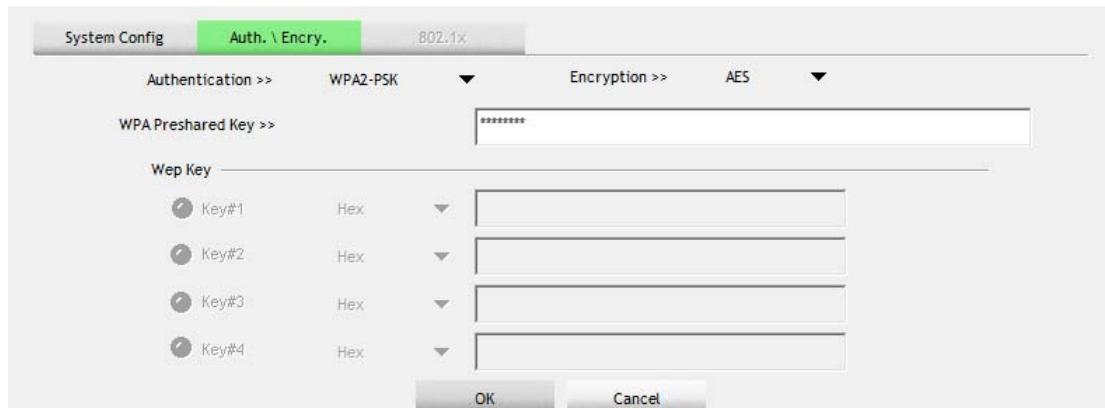 System Config Auth. \ Encry. 802.1x
Authentication >> WPA2-PSK Encryption >> AES
WPA Preshared Key >> ********
Wep Key
Key#1 Hex
Key#2 Hex
Key#3 Hex
Key#4 Hex
OK Cancel